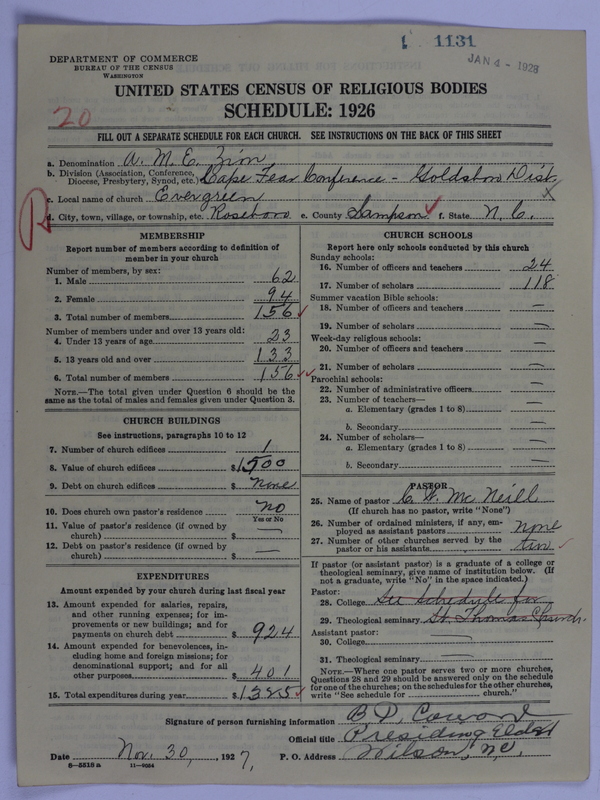 1 1131
JAN 4 - 1928
DEPARTMENT OF COMMERCE
BUREAU OF THE CENSUS
WASHINGTON
UNITED STATES CENSUS OF RELIGIOUS BODIES
SCHEDULE: 1926
20
FILL OUT A SEPARATE SCHEDULE FOR EACH CHURCH. SEE INSTRUCTIONS ON THE BACK OF THIS SHEET
a. Denomination A. M. E. Zion
b. Division (Association, Conference, Diocese, Presbytery, Synod, etc.) Cape Fear Conference - Goldsboro Dist.
c. Local name of church Evergreen
d. City, town, village, or township, etc. Roseboro e. County Sampson f. State N. C.
MEMBERSHIP
Report number of members according to definition of
member in your church
Number of members, by sex:
1. Male 62
2. Female 94
3. Total number of members 156
Number of members under and over 13 years old:
4. Under 13 years of age 23
5. 13 years old and over 133
6. Total number of members 156
NOTE.—The total given under Question 6 should be the
same as the total of males and females given under Question 3.
CHURCH BUILDINGS
See instructions, paragraphs 10 to 12
7. Number of church edifices 1
8. Value of church edifices $1500
9. Debt on church edifices $ none
10. Does church own pastor's residence no
Yes or No
11. Value of pastor's residence (if owned by
church) $ —
12. Debt on pastor's residence (if owned by
church) $ —
EXPENDITURES
Amount expended by your church during last fiscal year
13. Amount expended for salaries, repairs,
and other running expenses; for im-
provements or new buildings; and for
payments on church debt $ 924
14. Amount expended for benevolences, in-
cluding home and foreign missions; for
denominational support; and for all
other purposes $ 401
15. Total expenditures during year $1325
CHURCH SCHOOLS
Report here only schools conducted by this church
Sunday schools:
16. Number of officers and teachers 24
17. Number of scholars 118
Summer vacation Bible schools:
18. Number of officers and teachers —
19. Number of scholars —
Week-day religious schools:
20. Number of officers and teachers —
21. Number of scholars —
Parochial schools:
22. Number of administrative officers —
23. Number of teachers—
a. Elementary (grades 1 to 8) —
b. Secondary —
24. Number of scholars—
a. Elementary (grades 1 to 8) —
b. Secondary —
PASTOR
25. Name of pastor C. W. McNeill
(If church has no pastor, write "None")
26. Number of ordained ministers, if any, em-
ployed as assistant pastors none
27. Number of other churches served by the
pastor or his assistants two
If pastor (or assistant pastor) is a graduate of a college or
theological seminary, give name of institution below. (If
not a graduate, write "No" in the space indicated.)
Pastor:
28. College See Schedule for
29. Theological seminary St. Thomas Church.
Assistant pastor:
30. College —
31. Theological seminary —
NOTE.—Where one pastor serves two or more churches,
Questions 28 and 29 should be answered only on the schedule
for one of the churches; on the schedules for the other churches,
write "See schedule for church."
Signature of person furnishing information B. P. Coward
Official title Presiding Elder
Date Nov. 30, 1927, P. O. Address Wilson, N.C.
8-5518 a 11-9084